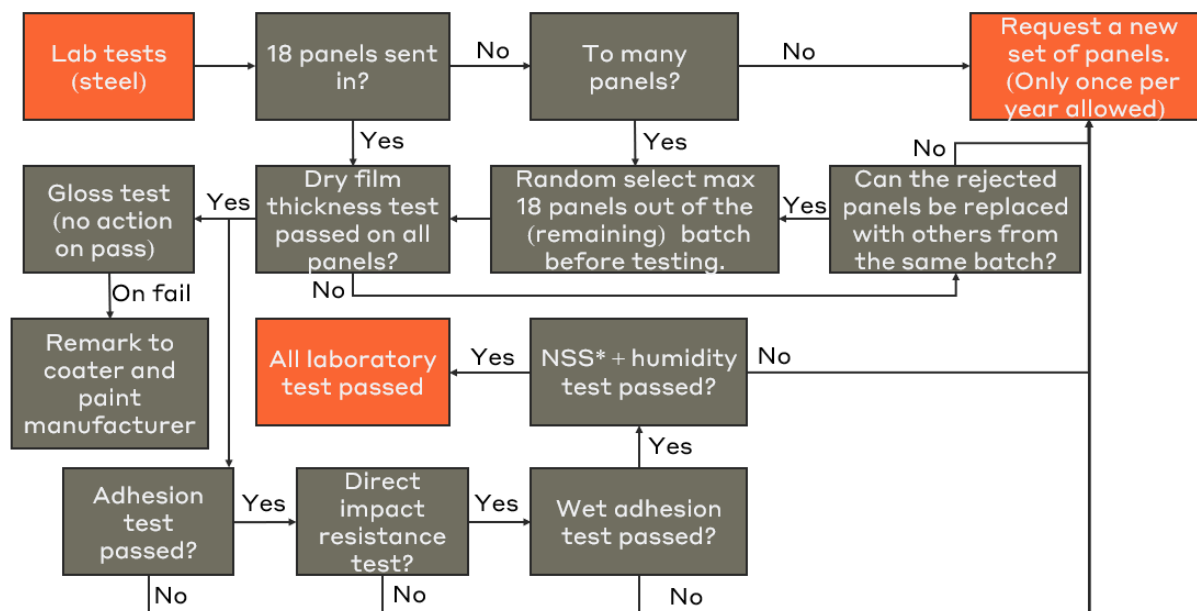 Lab tests
(steel)
18 panels sent
in?
No
To many
panels?
No
Request a new
set of panels.
(Only once per
year allowed)
Yes
Yes
No
Gloss test
(no action
on pass)
Yes
Dry film
thickness test
passed on all
panels?
Random select max
18 panels out of the
(remaining) batch
before testing.
Yes
Can the rejected
panels be replaced
with others from
the same batch?
On fail
No
Remark to
coater and
paint
manufacturer
All laboratory
test passed
Yes
NSS* + humidity
test passed?
No
Yes
Adhesion
test
passed?
Yes
Direct
impact
resistance
test?
Yes
Wet adhesion
test passed?
No
No
No